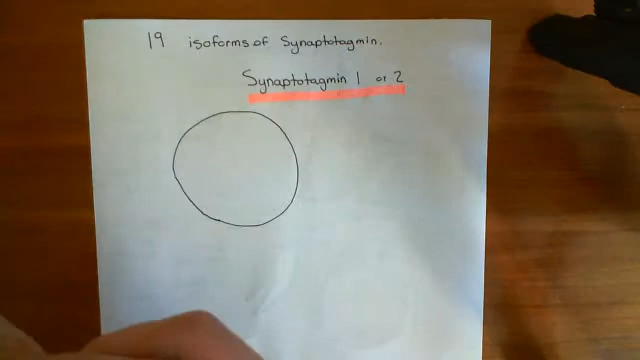 19 isoforms of Synaptotagmin.
Synaptotagmin 1 or 2